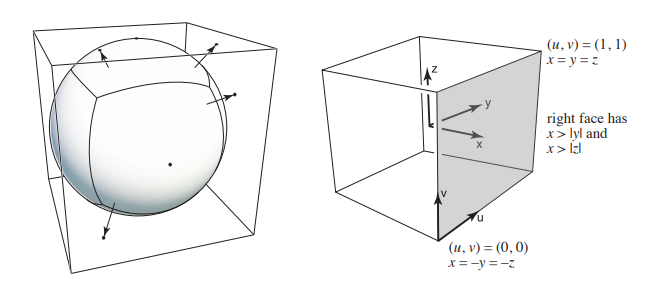 (u, v) = (1, 1)
x = y = z
z
y
x
right face has
x > |y| and
x > |z|
v
u
(u, v) = (0, 0)
x = –y = –z